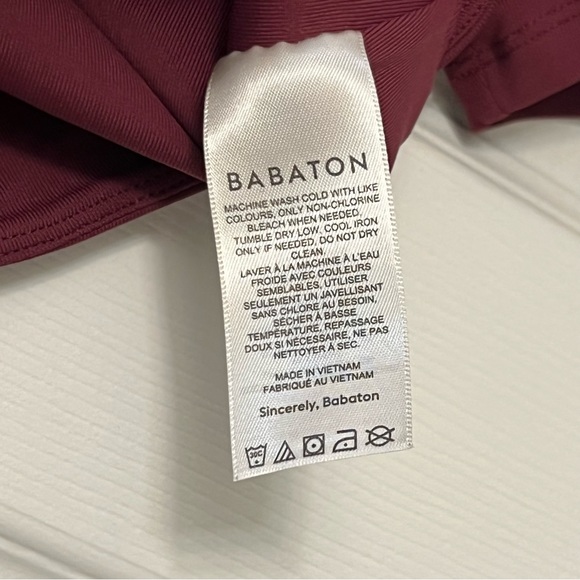 BABATON
MACHINE WASH COLD WITH LIKE
COLOURS, ONLY NON-CHLORINE
BLEACH WHEN NEEDED,
TUMBLE DRY LOW, COOL IRON
ONLY IF NEEDED, DO NOT DRY
CLEAN.
LAVER À LA MACHINE À L'EAU
FROIDE AVEC COULEURS
SEMBLABLES, UTILISER
SEULEMENT UN JAVELLISANT
SANS CHLORE AU BESOIN,
SÉCHER À BASSE
TEMPÉRATURE, REPASSAGE
DOUX SI NÉCESSAIRE, NE PAS
NETTOYER À SEC.
MADE IN VIETNAM
FABRIQUÉ AU VIETNAM
Sincerely, Babaton
30C